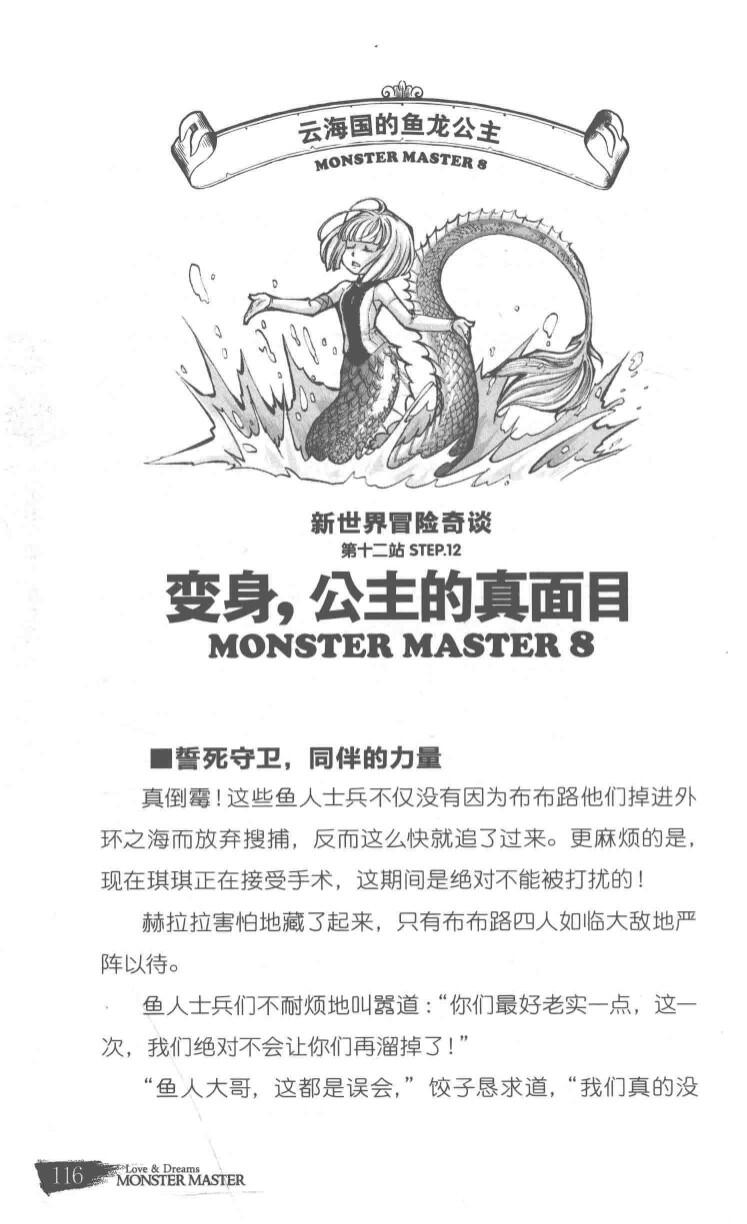 云海国的鱼龙公主
MONSTER MASTER 8
新世界冒险奇谈
第十二站 STEP.12
变身，公主的真面目
MONSTER MASTER 8
■誓死守卫，同伴的力量
真倒霉！这些鱼人士兵不仅没有因为布布路他们掉进外
环之海而放弃搜捕，反而这么快就追了过来。更麻烦的是，
现在琪琪正在接受手术，这期间是绝对不能被打扰的！
赫拉拉害怕地藏了起来，只有布布路四人如临大敌地严
阵以待。
鱼人士兵们不耐烦地叫嚣道：“你们最好老实一点，这一
次，我们绝对不会让你们再溜掉了！”
“鱼人大哥，这都是误会，”饺子恳求道，“我们真的没
116
Love & Dreams
MONSTER MASTER